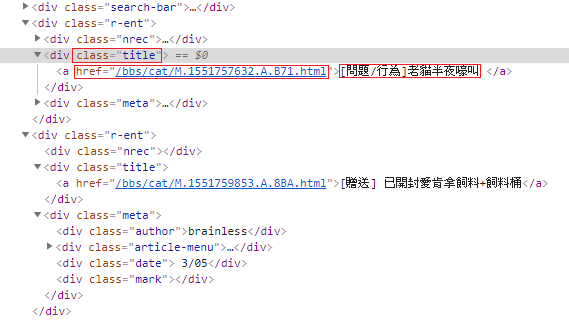 <div class="search-bar">…</div>
<div class="r-ent">
<div class="nrec">…</div>
<div class="title"> == $0
<a href="/bbs/cat/M.1551757632.A.B71.html">[問題/行為]老貓半夜嚎叫 </a>
</div>
<div class="meta">…</div>
</div>
<div class="r-ent">
<div class="nrec"></div>
<div class="title">
<a href="/bbs/cat/M.1551759853.A.8BA.html">[贈送] 已開封愛肯拿飼料+飼料桶</a>
</div>
<div class="meta">
<div class="author">brainless</div>
<div class="article-menu">…</div>
<div class="date"> 3/05</div>
<div class="mark"></div>
</div>
</div>